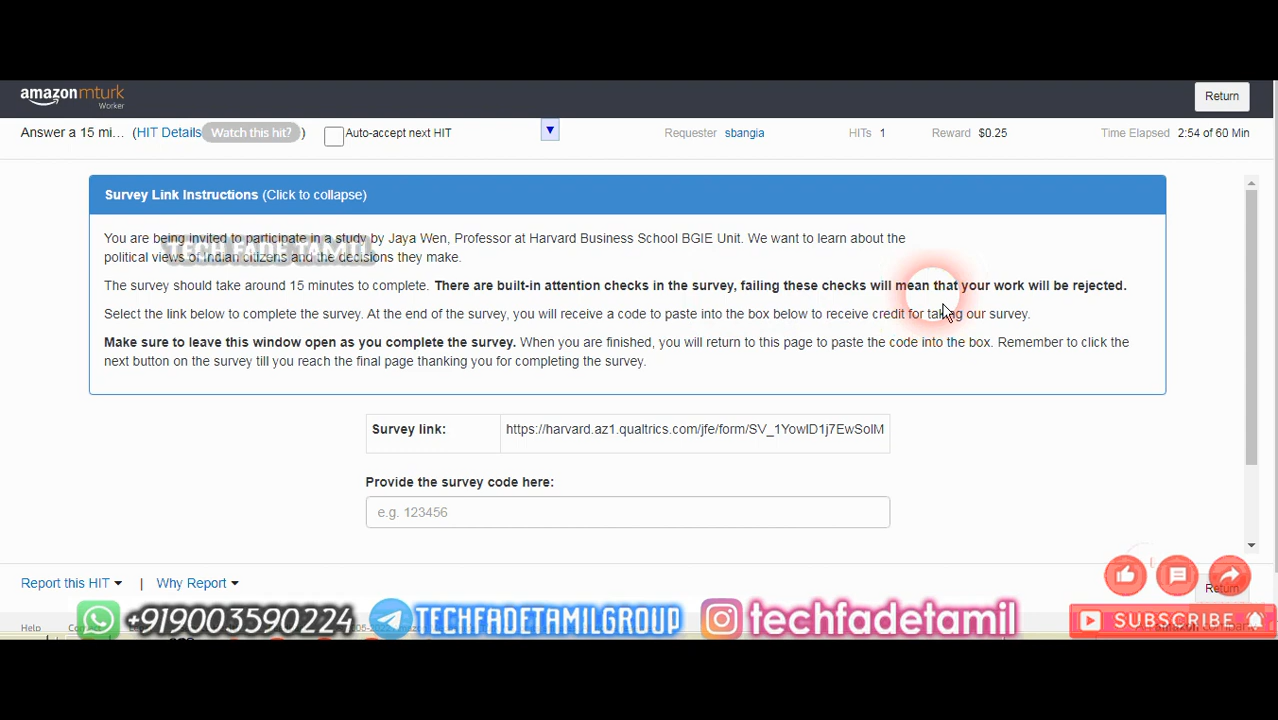 amazon mturk
Worker
Return
Answer a 15 mi... (HIT Details Watch this hit? )
Auto-accept next HIT
Requester sbangia
HITs 1
Reward $0.25
Time Elapsed 2:54 of 60 Min
Survey Link Instructions (Click to collapse)
You are being invited to participate in a study by Jaya Wen, Professor at Harvard Business School BGIE Unit. We want to learn about the
political views of Indian citizens and the decisions they make.
TECH FADE TAMIL
The survey should take around 15 minutes to complete. There are built-in attention checks in the survey, failing these checks will mean that your work will be rejected.
Select the link below to complete the survey. At the end of the survey, you will receive a code to paste into the box below to receive credit for taking our survey.
Make sure to leave this window open as you complete the survey. When you are finished, you will return to this page to paste the code into the box. Remember to click the
next button on the survey till you reach the final page thanking you for completing the survey.
Survey link: https://harvard.az1.qualtrics.com/jfe/form/SV_1YowlD1j7EwSolM
Provide the survey code here:
e.g. 123456
Report this HIT | Why Report
Return
Help
+919003590224
TECHFADETAMILGROUP
techfadetamil
SUBSCRIBE